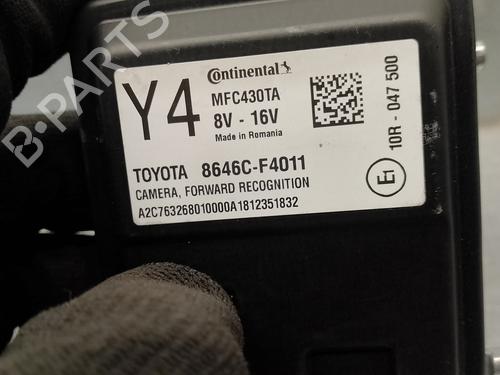 Continental
Y4
MFC430TA
8V - 16V
Made in Romania
TOYOTA 8646C-F4011
CAMERA, FORWARD RECOGNITION
A2C763268010000A1812351832
E1
10R - 047 500
B-PARTS